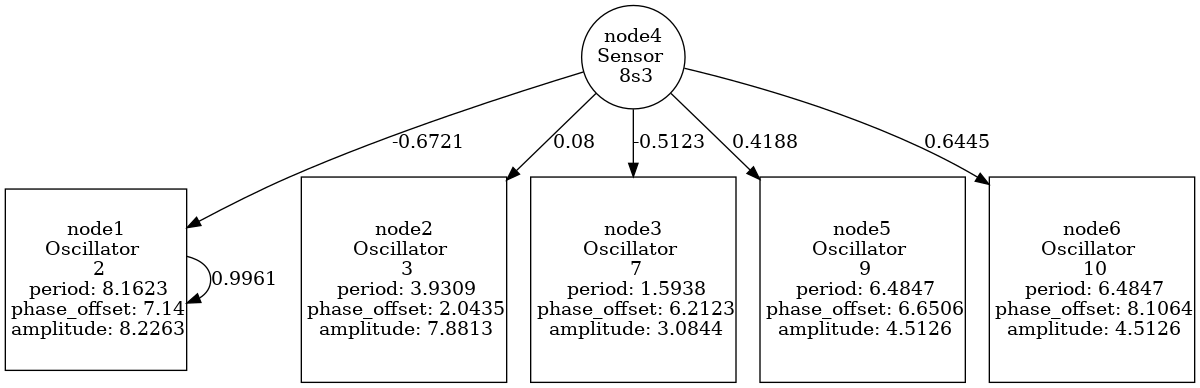 node4
Sensor
8s3
-0.6721
0.08
-0.5123
0.4188
0.6445
node1
Oscillator
2
period: 8.1623
phase_offset: 7.14
amplitude: 8.2263
0.9961
node2
Oscillator
3
period: 3.9309
phase_offset: 2.0435
amplitude: 7.8813
node3
Oscillator
7
period: 1.5938
phase_offset: 6.2123
amplitude: 3.0844
node5
Oscillator
9
period: 6.4847
phase_offset: 6.6506
amplitude: 4.5126
node6
Oscillator
10
period: 6.4847
phase_offset: 8.1064
amplitude: 4.5126